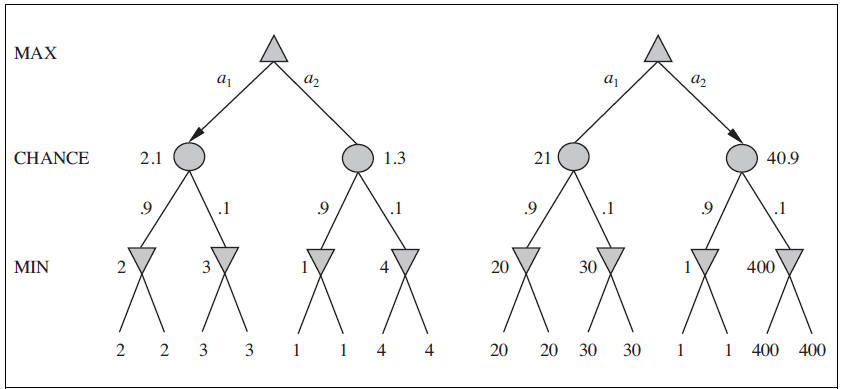 MAX
a1 a2 a1 a2
CHANCE 2.1 1.3 21 40.9
.9 .1 .9 .1 .9 .1 .9 .1
MIN 2 3 1 4 20 30 1 400
2 2 3 3 1 1 4 4 20 20 30 30 1 1 400 400